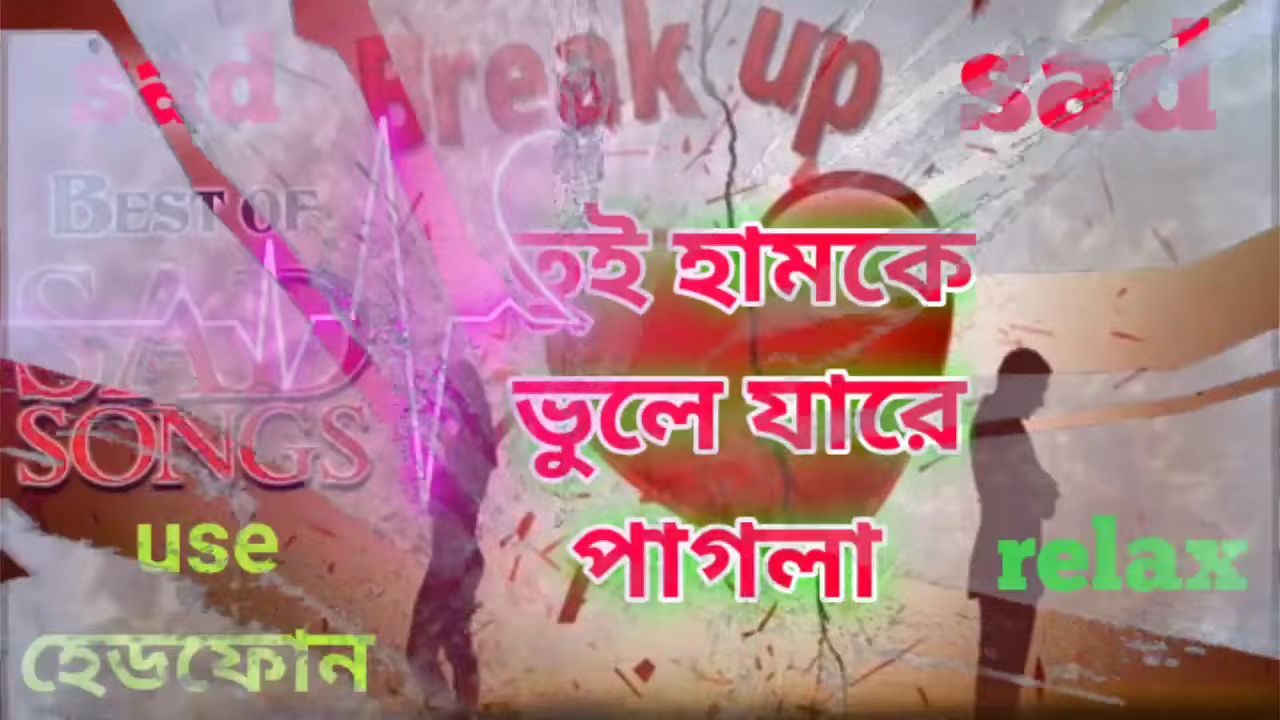 Break up
sad
sad
BEST OF
SAD
SONGS
তুই হামকে
ভুলে যারে
পাগলা
use
হেডফোন
relax